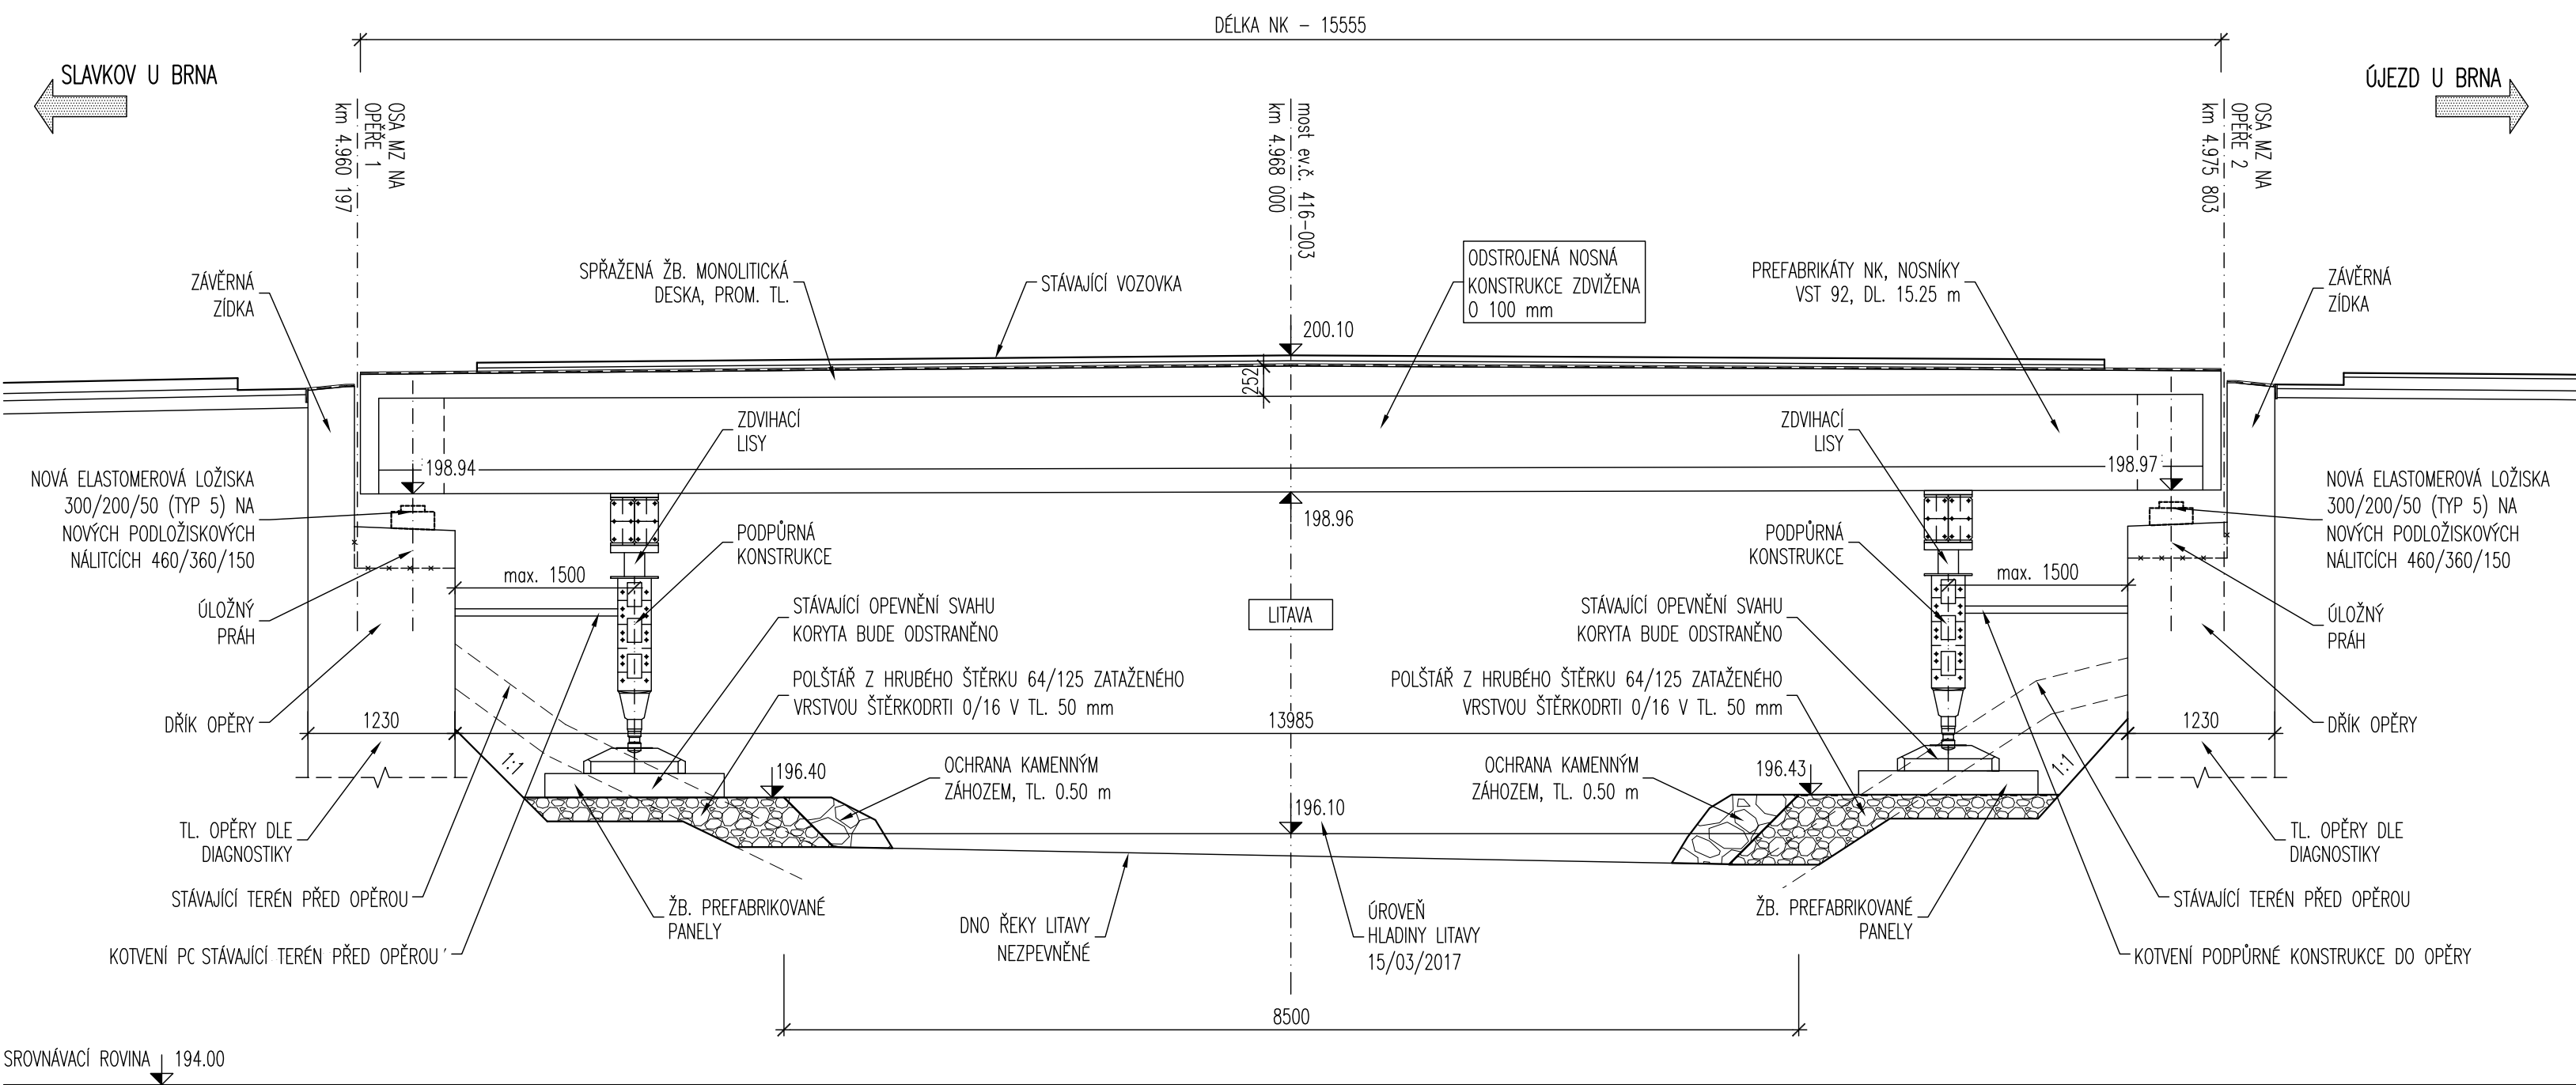 DÉLKA NK - 15555
SLAVKOV U BRNA
ÚJEZD U BRNA
OSA MZ NA
OPĚŘE 1
km 4.960 197
most ev.č. 416-003
km 4.968 000
OSA MZ NA
OPĚŘE 2
km 4.975 803
ZÁVĚRNÁ
ZÍDKA
SPŘAŽENÁ ŽB. MONOLITICKÁ
DESKA, PROM. TL.
STÁVAJÍCÍ VOZOVKA
ODSTROJENÁ NOSNÁ
KONSTRUKCE ZDVIŽENA
O 100 mm
PREFABRIKÁTY NK, NOSNÍKY
VST 92, DL. 15.25 m
ZÁVĚRNÁ
ZÍDKA
200.10
252
ZDVIHACÍ
LISY
ZDVIHACÍ
LISY
198.94
198.97
198.96
NOVÁ ELASTOMEROVÁ LOŽISKA
300/200/50 (TYP 5) NA
NOVÝCH PODLOŽISKOVÝCH
NÁLITCÍCH 460/360/150
NOVÁ ELASTOMEROVÁ LOŽISKA
300/200/50 (TYP 5) NA
NOVÝCH PODLOŽISKOVÝCH
NÁLITCÍCH 460/360/150
PODPŮRNÁ
KONSTRUKCE
PODPŮRNÁ
KONSTRUKCE
max. 1500
max. 1500
ÚLOŽNÝ
PRÁH
STÁVAJÍCÍ OPEVNĚNÍ SVAHU
KORYTA BUDE ODSTRANĚNO
LITAVA
STÁVAJÍCÍ OPEVNĚNÍ SVAHU
KORYTA BUDE ODSTRANĚNO
ÚLOŽNÝ
PRÁH
POLŠTÁŘ Z HRUBÉHO ŠTĚRKU 64/125 ZATAŽENÉHO
VRSTVOU ŠTĚRKODRTI 0/16 V TL. 50 mm
POLŠTÁŘ Z HRUBÉHO ŠTĚRKU 64/125 ZATAŽENÉHO
VRSTVOU ŠTĚRKODRTI 0/16 V TL. 50 mm
DŘÍK OPĚRY
1230
13985
1230
DŘÍK OPĚRY
1:1
1:1
196.40
OCHRANA KAMENNÝM
ZÁHOZEM, TL. 0.50 m
OCHRANA KAMENNÝM
ZÁHOZEM, TL. 0.50 m
196.43
196.10
TL. OPĚRY DLE
DIAGNOSTIKY
TL. OPĚRY DLE
DIAGNOSTIKY
STÁVAJÍCÍ TERÉN PŘED OPĚROU
ŽB. PREFABRIKOVANÉ
PANELY
DNO ŘEKY LITAVY
NEZPEVNĚNÉ
ÚROVEŇ
HLADINY LITAVY
15/03/2017
ŽB. PREFABRIKOVANÉ
PANELY
STÁVAJÍCÍ TERÉN PŘED OPĚROU
KOTVENÍ PO STÁVAJÍCÍ TERÉN PŘED OPĚROU
KOTVENÍ PODPŮRNÉ KONSTRUKCE DO OPĚRY
8500
SROVNÁVACÍ ROVINA 194.00